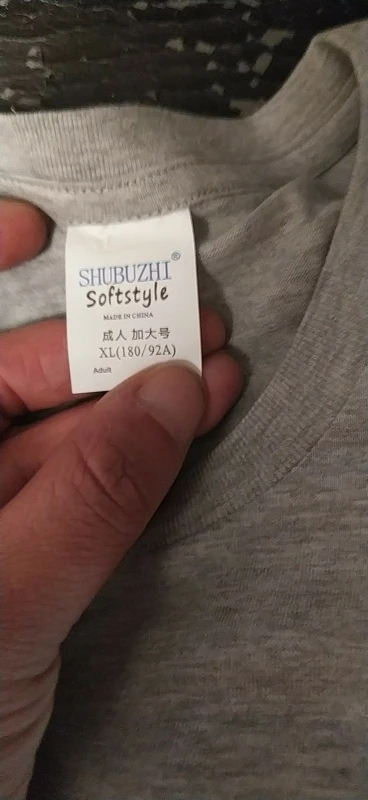 SHUBUZHI®
Softstyle
MADE IN CHINA
成人 加大号
XL(180/92A)
Adult